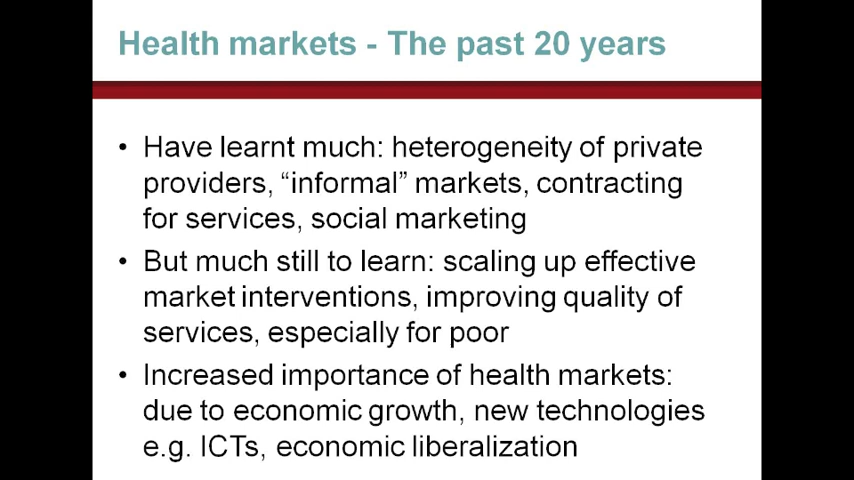 Health markets - The past 20 years
• Have learnt much: heterogeneity of private
providers, “informal” markets, contracting
for services, social marketing
• But much still to learn: scaling up effective
market interventions, improving quality of
services, especially for poor
• Increased importance of health markets:
due to economic growth, new technologies
e.g. ICTs, economic liberalization